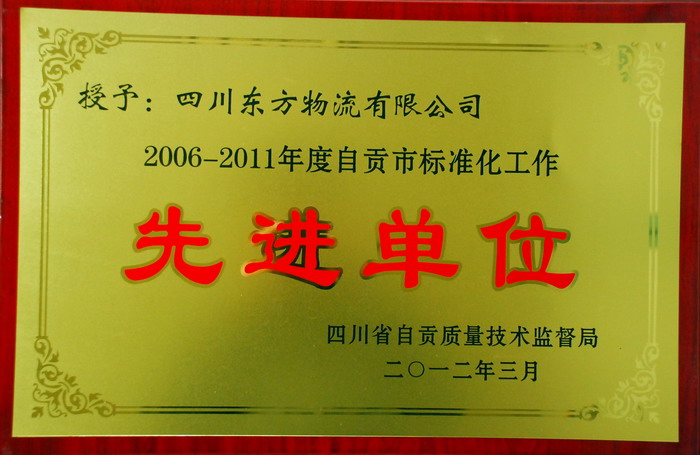 授予：四川东方物流有限公司
2006-2011年度自贡市标准化工作
先进单位
四川省自贡质量技术监督局
二〇一二年三月